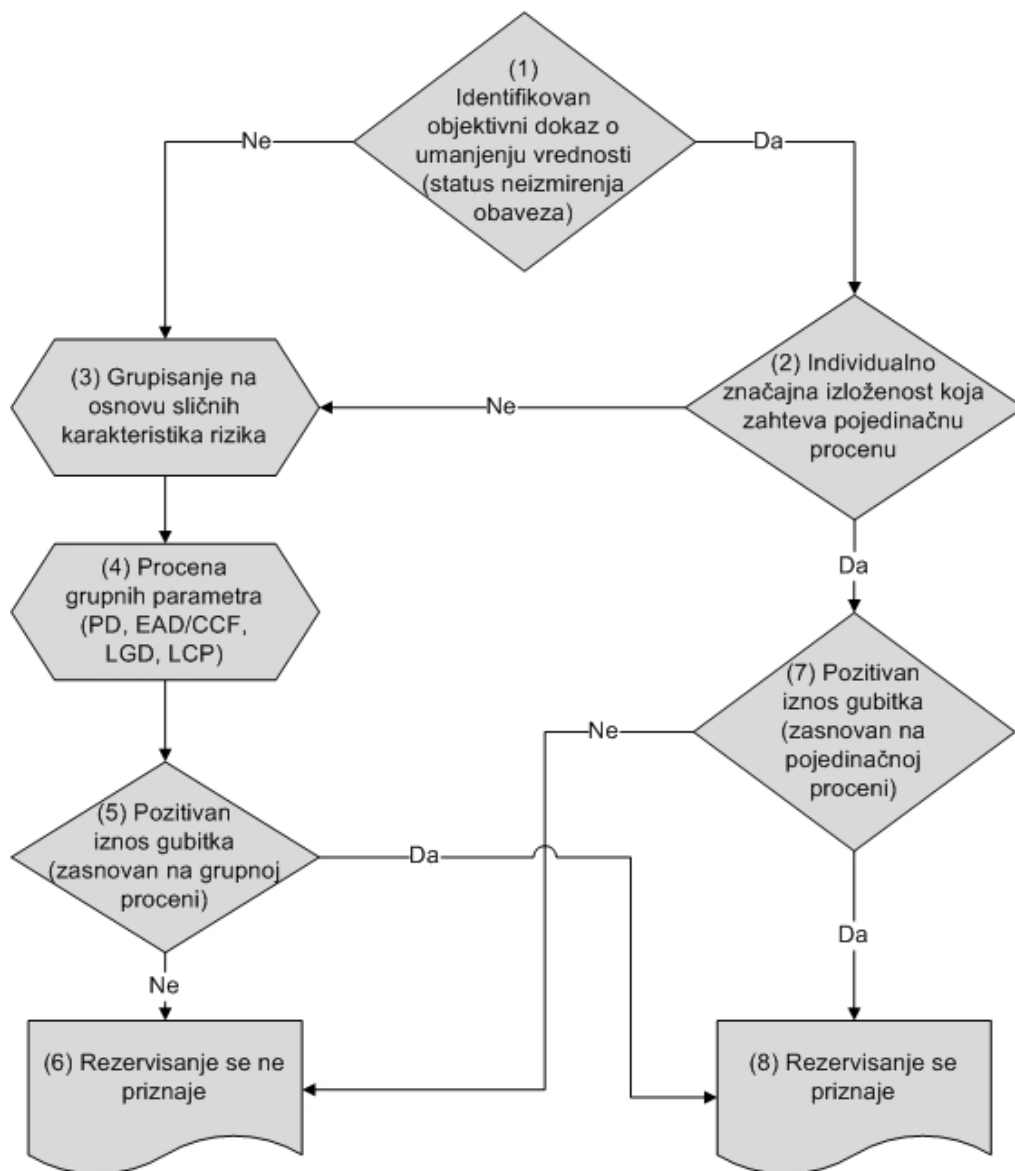 (1)
Identifikovan
objektivni dokaz o
umanjenju vrednosti
(status neizmirenja
obaveza)
Ne
Da
(2) Individualno
značajna izloženost koja
zahteva pojedinačnu
procenu
Ne
(3) Grupisanje na
osnovu sličnih
karakteristika rizika
Da
(4) Procena
grupnih parametra
(PD, EAD/CCF,
LGD, LCP)
(7) Pozitivan
iznos gubitka
(zasnovan na
pojedinačnoj
proceni)
Ne
(5) Pozitivan
iznos gubitka
(zasnovan na grupnoj
proceni)
Da
Da
Ne
(6) Rezervisanje se ne
priznaje
(8) Rezervisanje se
priznaje